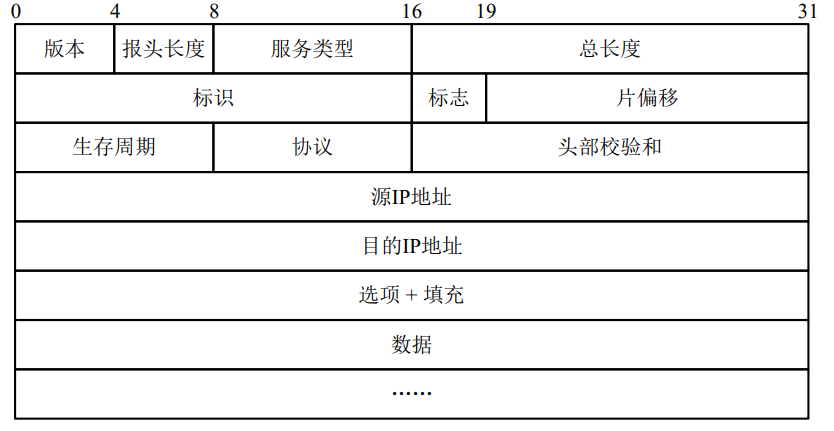 0 4 8 16 19 31
版本 报头长度 服务类型 总长度
标识 标志 片偏移
生存周期 协议 头部校验和
源IP地址
目的IP地址
选项 + 填充
数据
……